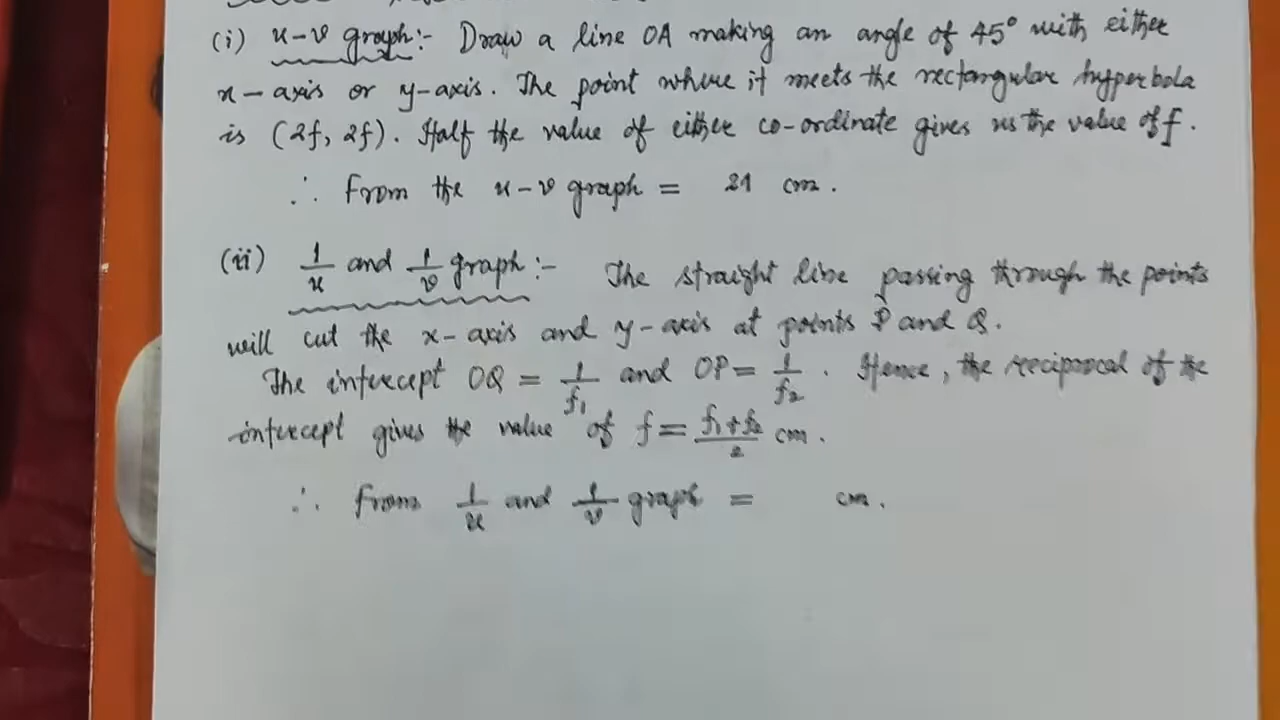 (i) u-v graph:- Draw a line OA making an angle of 45° with either
x-axis or y-axis. The point where it meets the rectangular hyperbola
is (2f, 2f). Half the value of either co-ordinate gives us the value of f.
∴ From the u-v graph = 21 cm.
(ii) 1/u and 1/v graph:- The straight line passing through the points
will cut the x-axis and y-axis at points P and Q.
The intercept OQ = 1/f₁ and OP = 1/f₂. Hence, the reciprocal of the
intercept gives the value of f = (f₁+f₂)/2 cm.
∴ From 1/u and 1/v graph = cm.